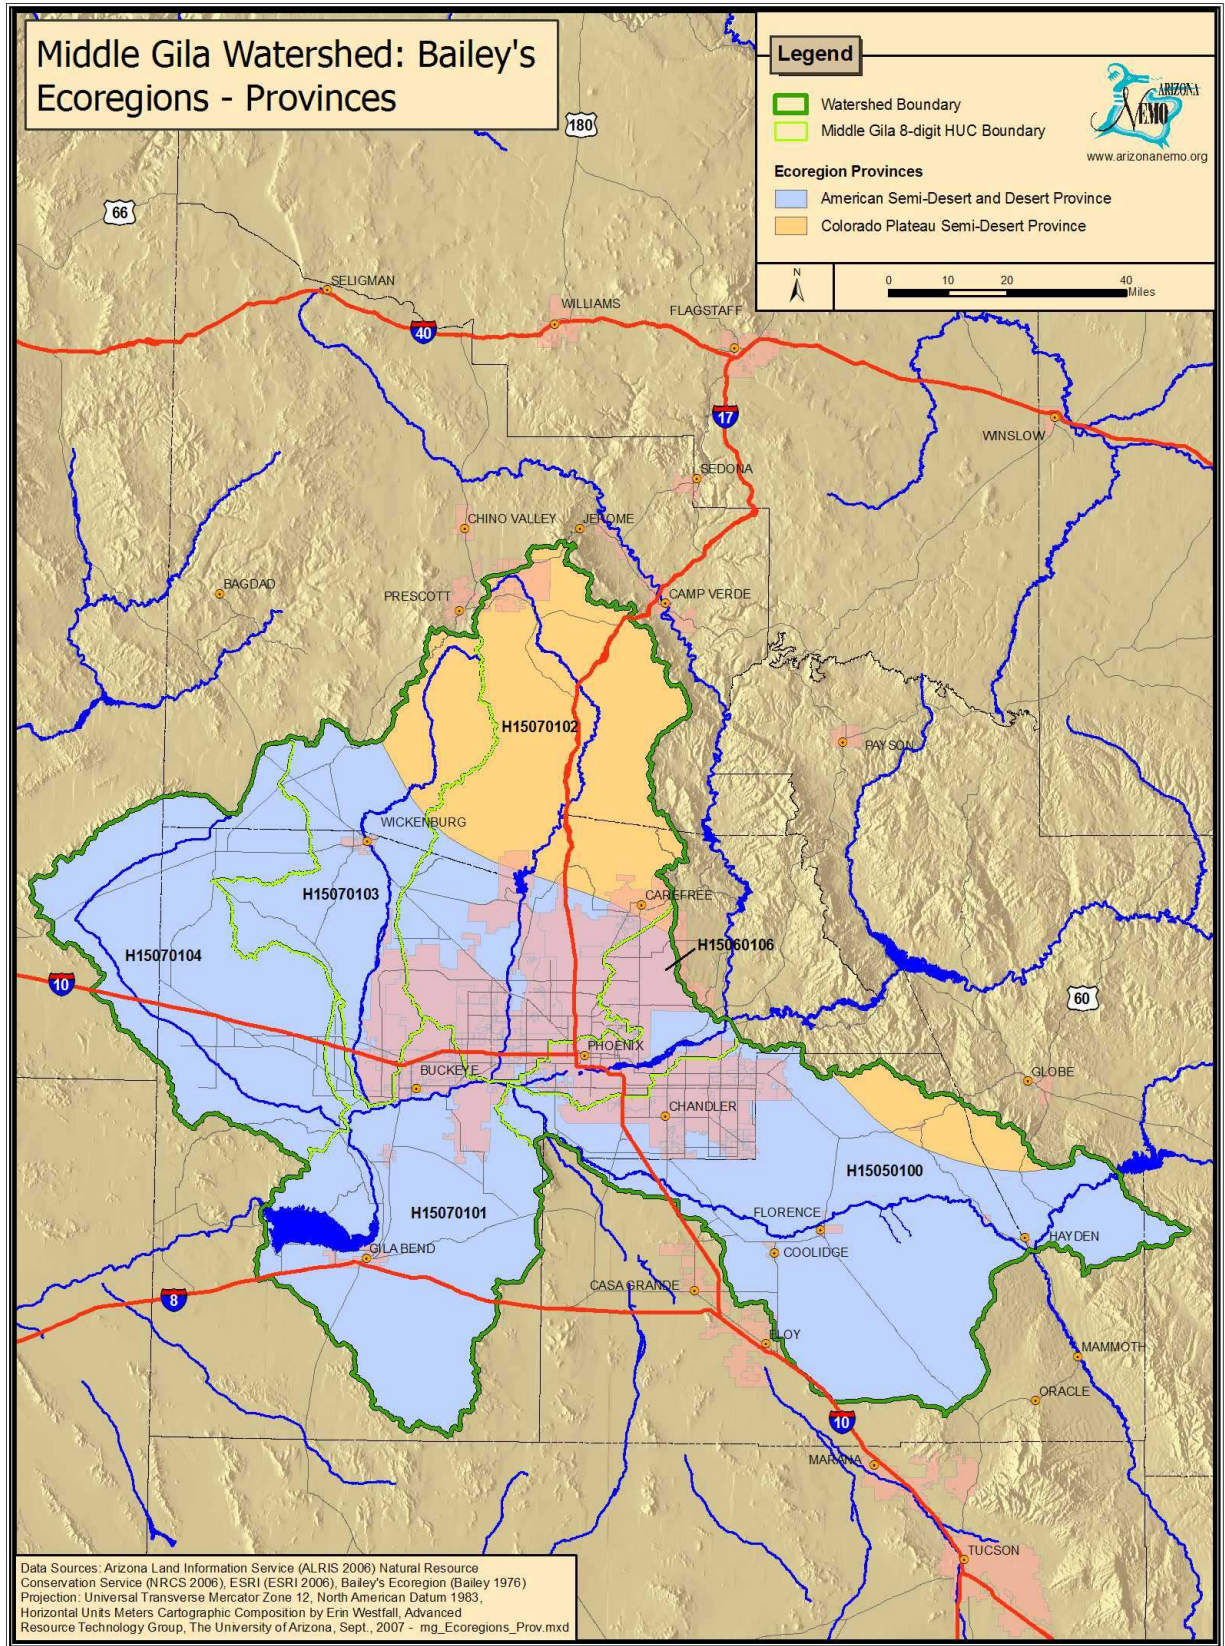 Middle Gila Watershed: Bailey's
Ecoregions - Provinces
Legend
Watershed Boundary
Middle Gila 8-digit HUC Boundary
ARIZONA
NEMO
www.arizonanemo.org
Ecoregion Provinces
American Semi-Desert and Desert Province
Colorado Plateau Semi-Desert Province
N
0 10 20 40
Miles
180
66
SELIGMAN
WILLIAMS
FLAGSTAFF
40
17
WINSLOW
SEDONA
CHINO VALLEY
JEROME
BAGDAD
PRESCOTT
CAMP VERDE
H15070102
PAYSON
WICKENBURG
H15070103
CAREFREE
H15060106
H15070104
10
60
PHOENIX
BUCKEYE
GLOBE
CHANDLER
H15050100
H15070101
FLORENCE
HAYDEN
GILA BEND
COOLIDGE
CASA GRANDE
8
ELOY
MAMMOTH
ORACLE
10
MARANA
TUCSON
Data Sources: Arizona Land Information Service (ALRIS 2006) Natural Resource
Conservation Service (NRCS 2006), ESRI (ESRI 2006), Bailey's Ecoregion (Bailey 1976)
Projection: Universal Transverse Mercator Zone 12, North American Datum 1983,
Horizontal Units Meters Cartographic Composition by Erin Westfall, Advanced
Resource Technology Group, The University of Arizona, Sept., 2007 - mg_Ecoregions_Prov.mxd